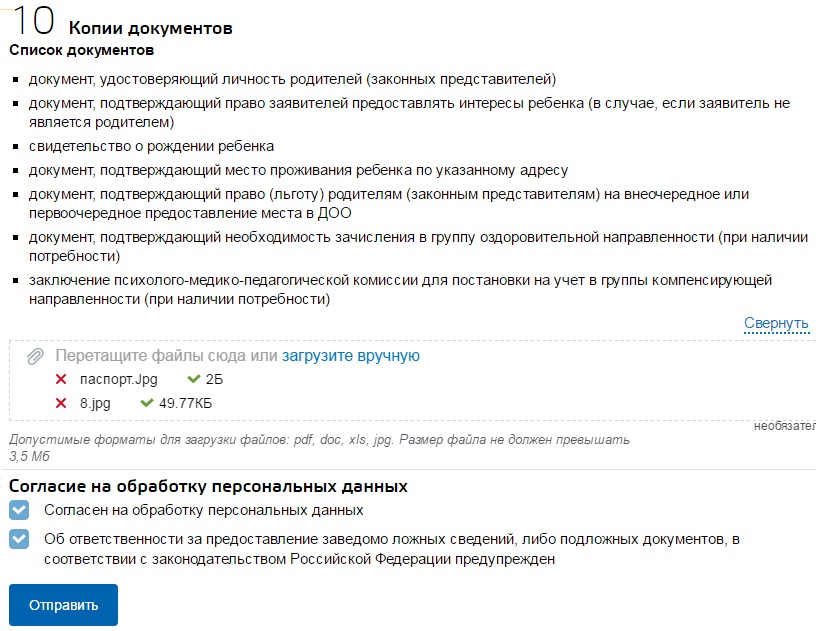 10 Копии документов
Список документов
документ, удостоверяющий личность родителей (законных представителей)
документ, подтверждающий право заявителей предоставлять интересы ребенка (в случае, если заявитель не
является родителем)
свидетельство о рождении ребенка
документ, подтверждающий место проживания ребенка по указанному адресу
документ, подтверждающий право (льготу) родителям (законным представителям) на внеочередное или
первоочередное предоставление места в ДОО
документ, подтверждающий необходимость зачисления в группу оздоровительной направленности (при наличии
потребности)
заключение психолого-медико-педагогической комиссии для постановки на учет в группы компенсирующей
направленности (при наличии потребности)
Свернуть
Перетащите файлы сюда или загрузите вручную
паспорт.Jpg 2Б
8.jpg 49.77КБ
необязател
Допустимые форматы для загрузки файлов: pdf, doc, xls, jpg. Размер файла не должен превышать
3,5 Мб
Согласие на обработку персональных данных
Согласен на обработку персональных данных
Об ответственности за предоставление заведомо ложных сведений, либо подложных документов, в
соответствии с законодательством Российской Федерации предупрежден
Отправить